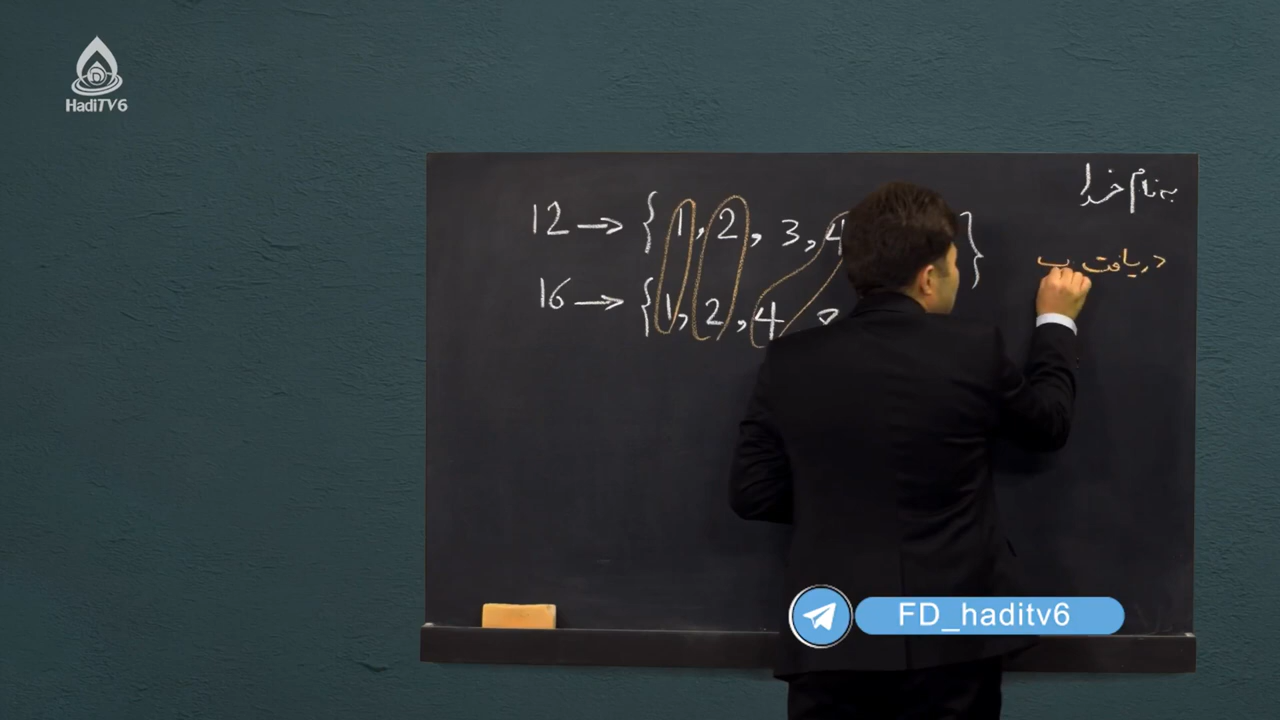 HadiTV6
به نام خدا
12 → { 1, 2, 3, 4 }
دریافت
16 → { 1, 2, 4
FD_haditv6